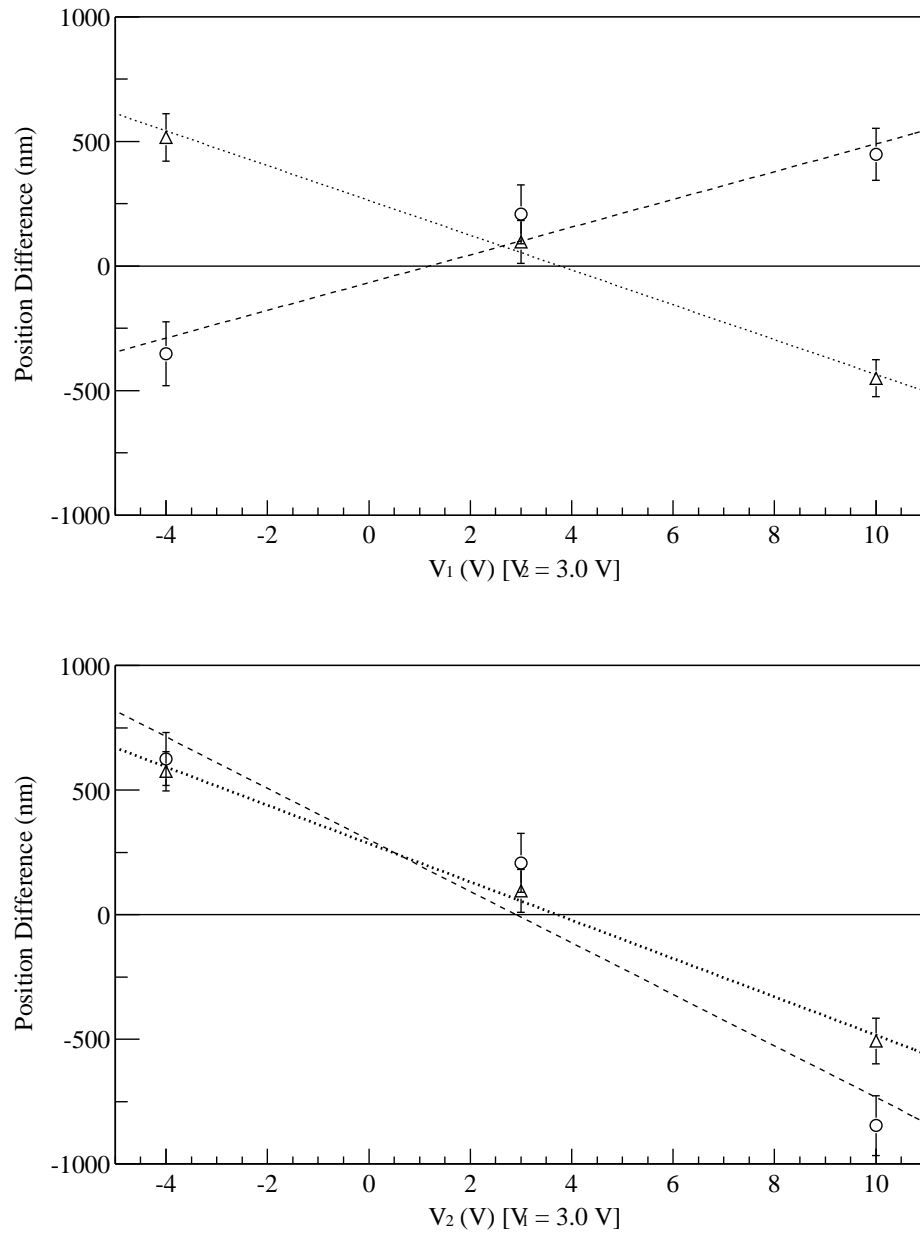 1000
500
0
-500
-1000
Position Difference (nm)
-4 -2 0 2 4 6 8 10
V1 (V) [V2 = 3.0 V]
1000
500
0
-500
-1000
Position Difference (nm)
-4 -2 0 2 4 6 8 10
V2 (V) [V1 = 3.0 V]